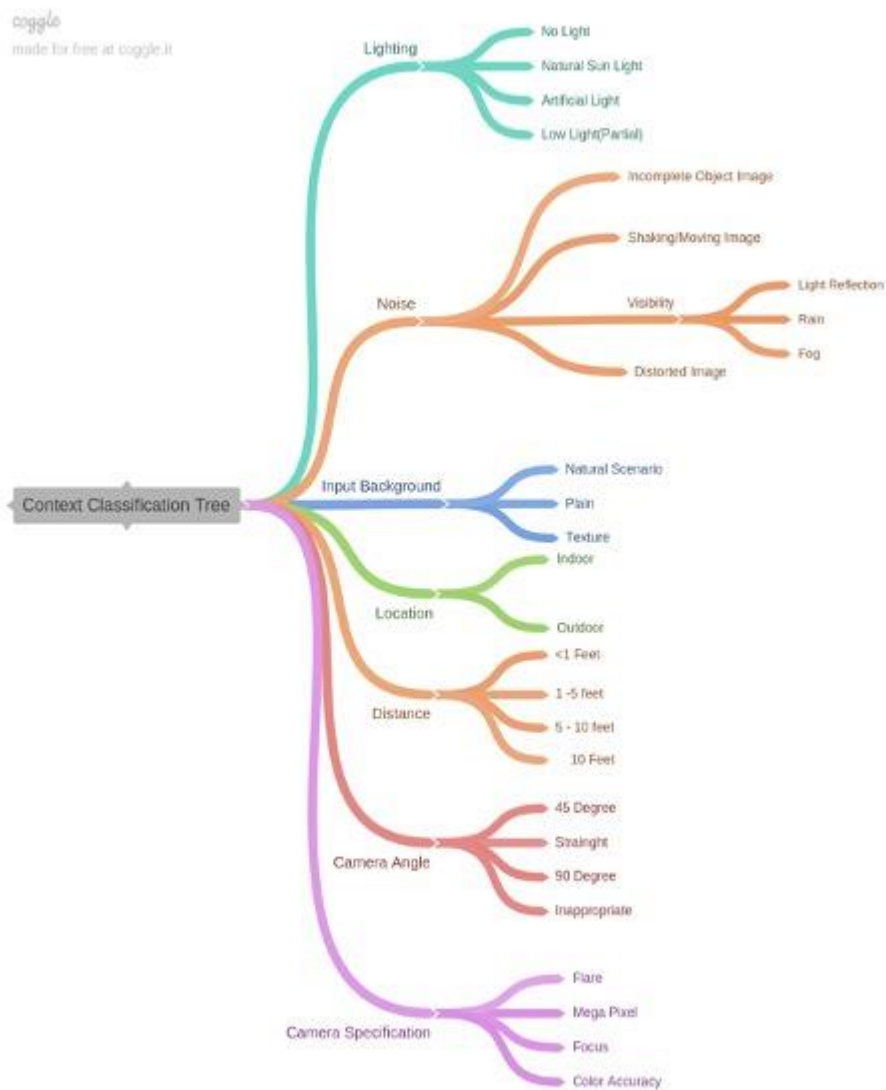 coggle
made for free at coggle.it
Lighting
No Light
Natural Sun Light
Artificial Light
Low Light(Partial)
Noise
Incomplete Object Image
Shaking/Moving Image
Visibility
Light Reflection
Rain
Fog
Distorted Image
Context Classification Tree
Input Background
Natural Scenario
Plain
Texture
Location
Indoor
Outdoor
Distance
<1 Feet
1 -5 feet
5 - 10 feet
10 Feet
Camera Angle
45 Degree
Strainght
90 Degree
Inappropriate
Camera Specification
Flare
Mega Pixel
Focus
Color Accuracy